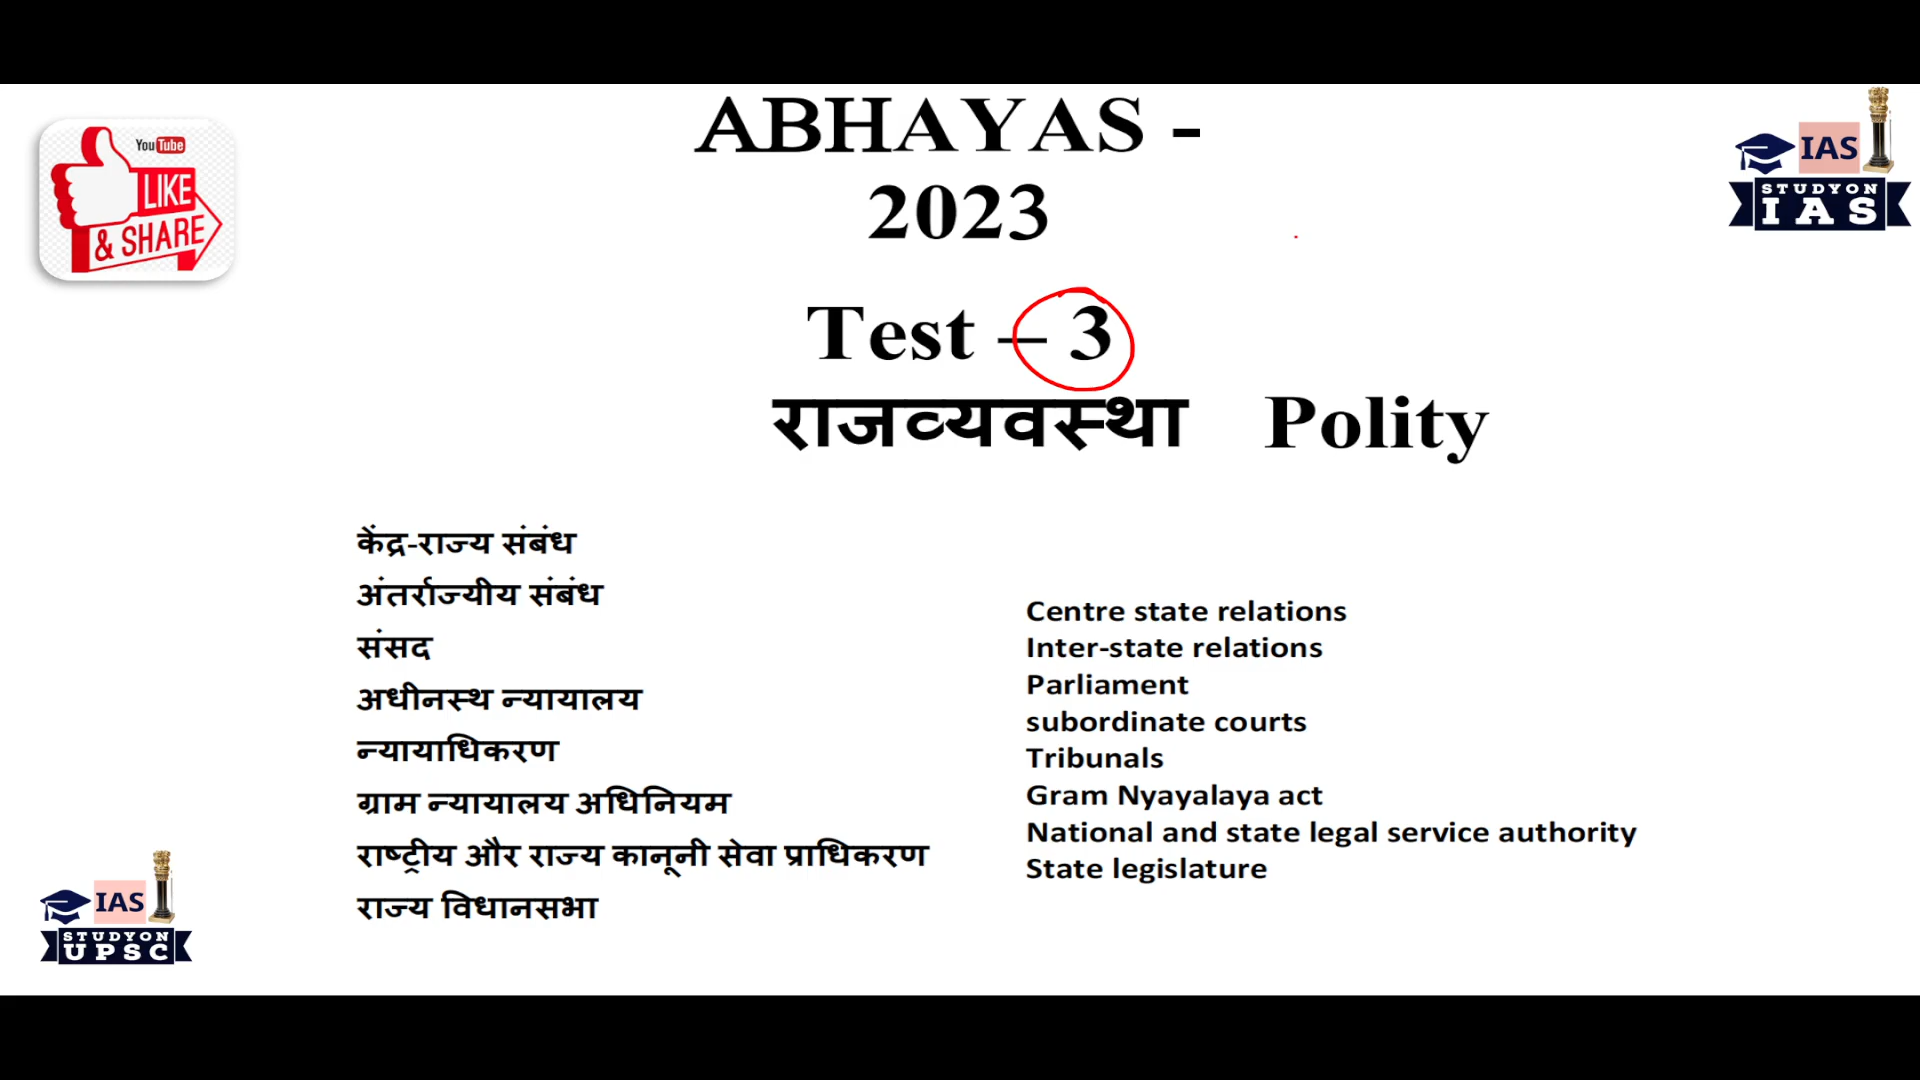 ABHAYAS -
2023
Test – 3
राजव्यवस्था Polity
YouTube
LIKE
& SHARE
IAS
STUDYON
IAS
केंद्र-राज्य संबंध
अंतर्राज्यीय संबंध
संसद
अधीनस्थ न्यायालय
न्यायाधिकरण
ग्राम न्यायालय अधिनियम
राष्ट्रीय और राज्य कानूनी सेवा प्राधिकरण
राज्य विधानसभा
Centre state relations
Inter-state relations
Parliament
subordinate courts
Tribunals
Gram Nyayalaya act
National and state legal service authority
State legislature
IAS
STUDYON
UPSC